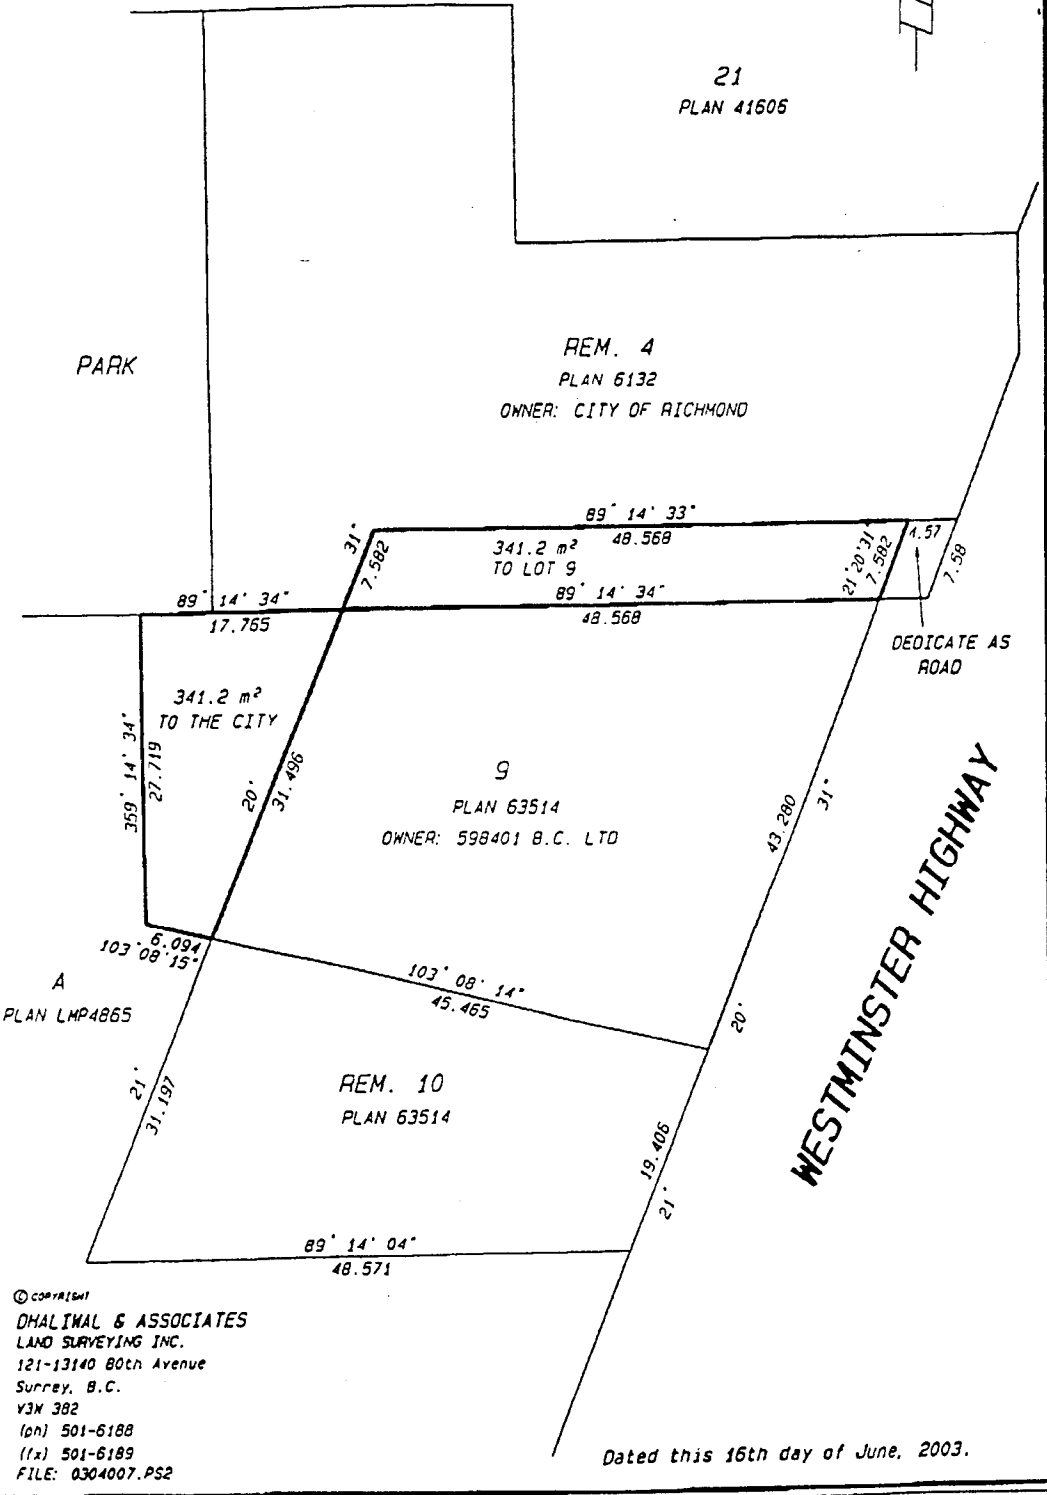 21
PLAN 41606
PARK
REM. 4
PLAN 6132
OWNER: CITY OF RICHMOND
89° 14' 33"
48.568
31"
7.582
341.2 m²
TO LOT 9
21°20'31"
7.582
4.57
7.58
89° 14' 34"
17.765
89° 14' 34"
48.568
DEDICATE AS
ROAD
341.2 m²
TO THE CITY
359° 14' 34"
27.719
20'
31.496
9
PLAN 63514
OWNER: 598401 B.C. LTD
43.280
31"
WESTMINSTER HIGHWAY
6.094
103°08'15"
A
PLAN LMP4865
103° 08' 14"
45.465
20'
21°
31.197
REM. 10
PLAN 63514
19.406
21°
89° 14' 04"
48.571
© COPYRIGHT
DHALIWAL & ASSOCIATES
LAND SURVEYING INC.
121-13140 80th Avenue
Surrey, B.C.
V3W 3B2
(ph) 501-6188
(fx) 501-6189
FILE: 0304007.PS2
Dated this 16th day of June, 2003.